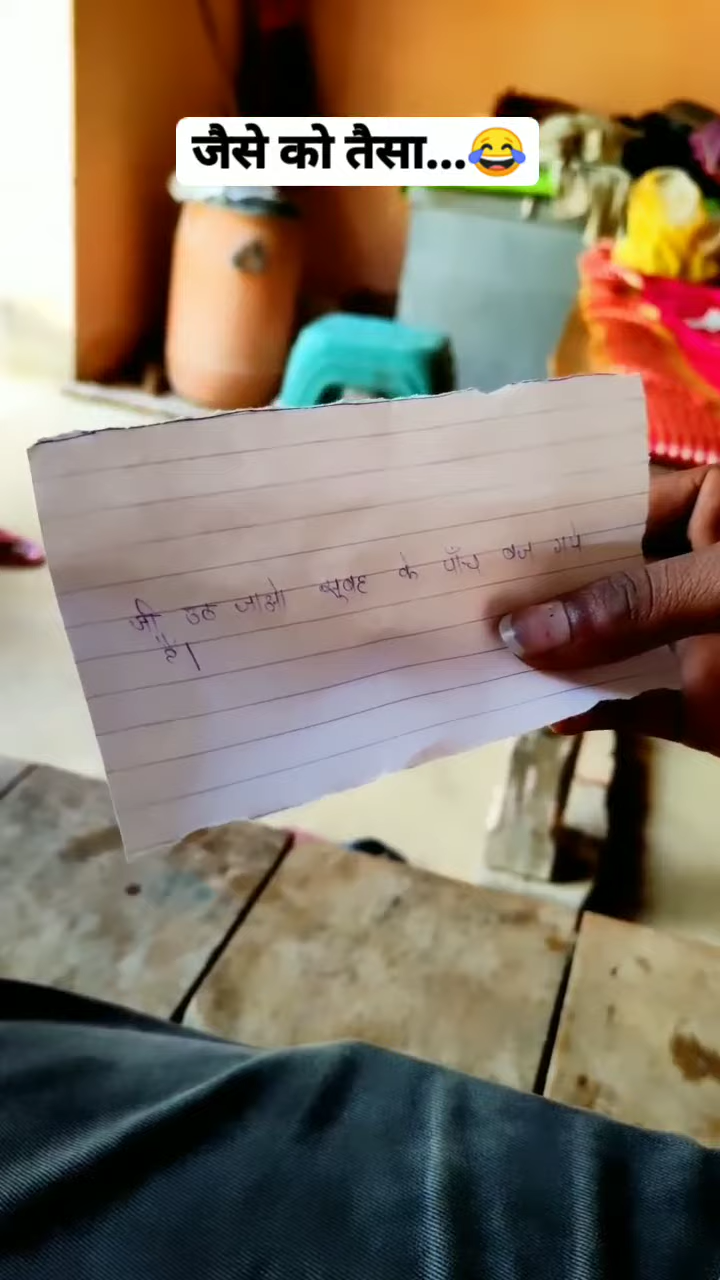 जैसे को तैसा...😂
जी उठ जाओ सूबह के पाँच बज गये
है।